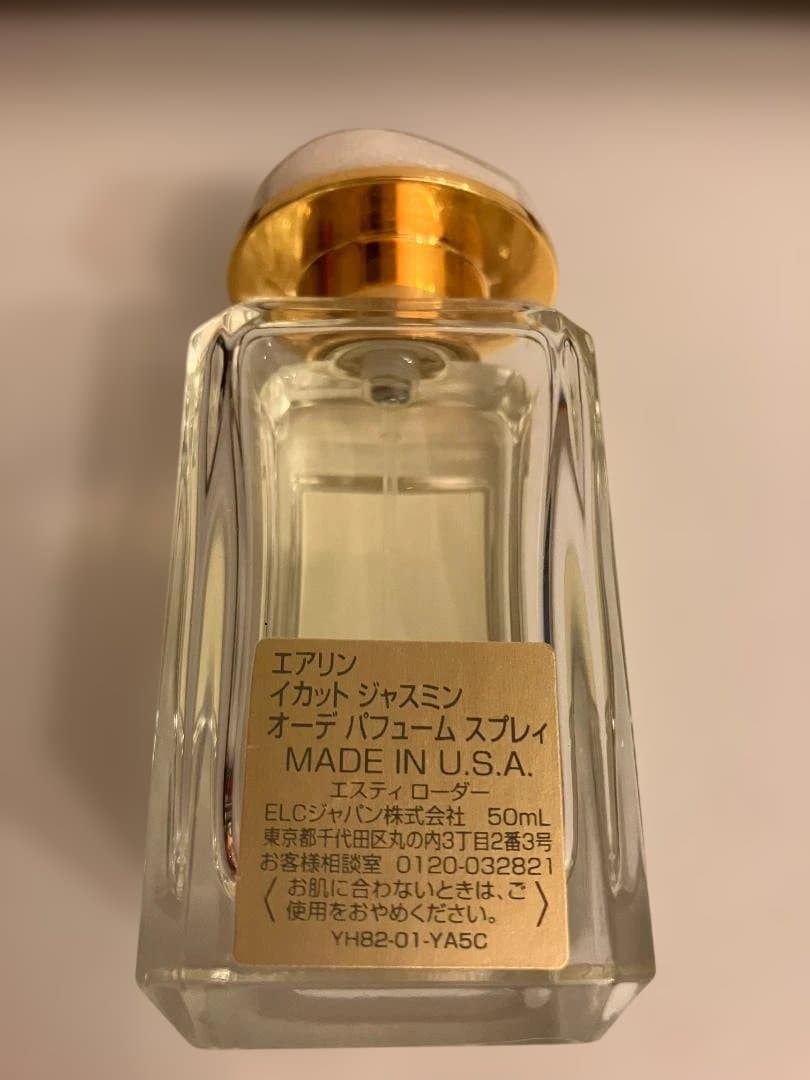 エアリン
イカット ジャスミン
オーデ パフューム スプレィ
MADE IN U.S.A.
エスティ ローダー
ELCジャパン株式会社 50mL
東京都千代田区丸の内3丁目2番3号
お客様相談室 0120-032821
〈お肌に合わないときは、ご
使用をおやめください。〉
YH82-01-YA5C